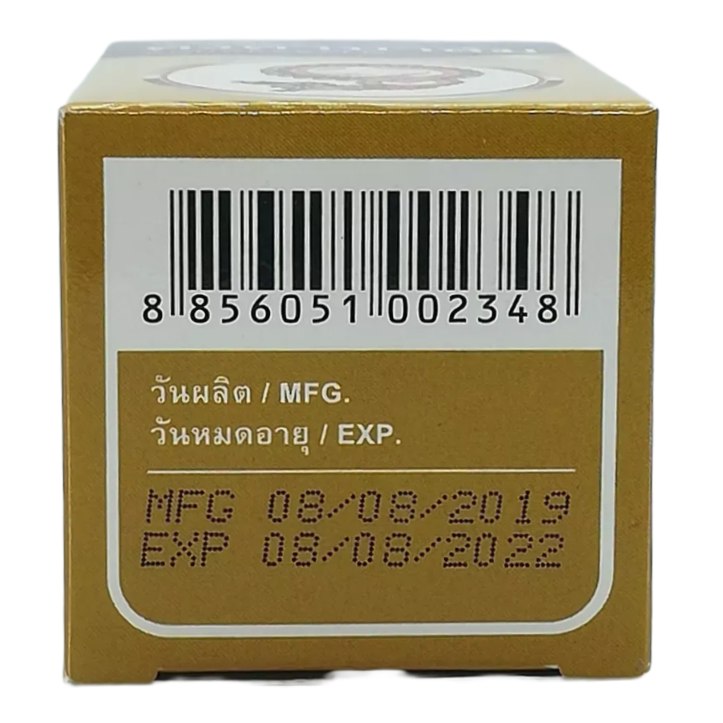 8 856051 002348
วันผลิต / MFG.
วันหมดอายุ / EXP.
MFG 08/08/2019
EXP 08/08/2022